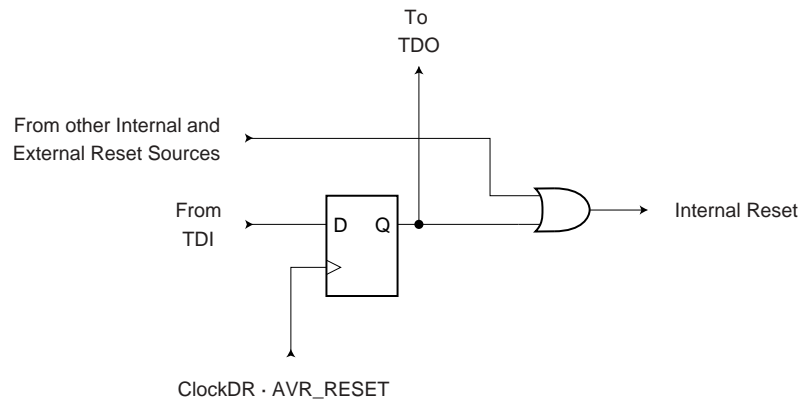 To
TDO
From other Internal and
External Reset Sources
From
TDI
D Q
Internal Reset
ClockDR · AVR_RESET